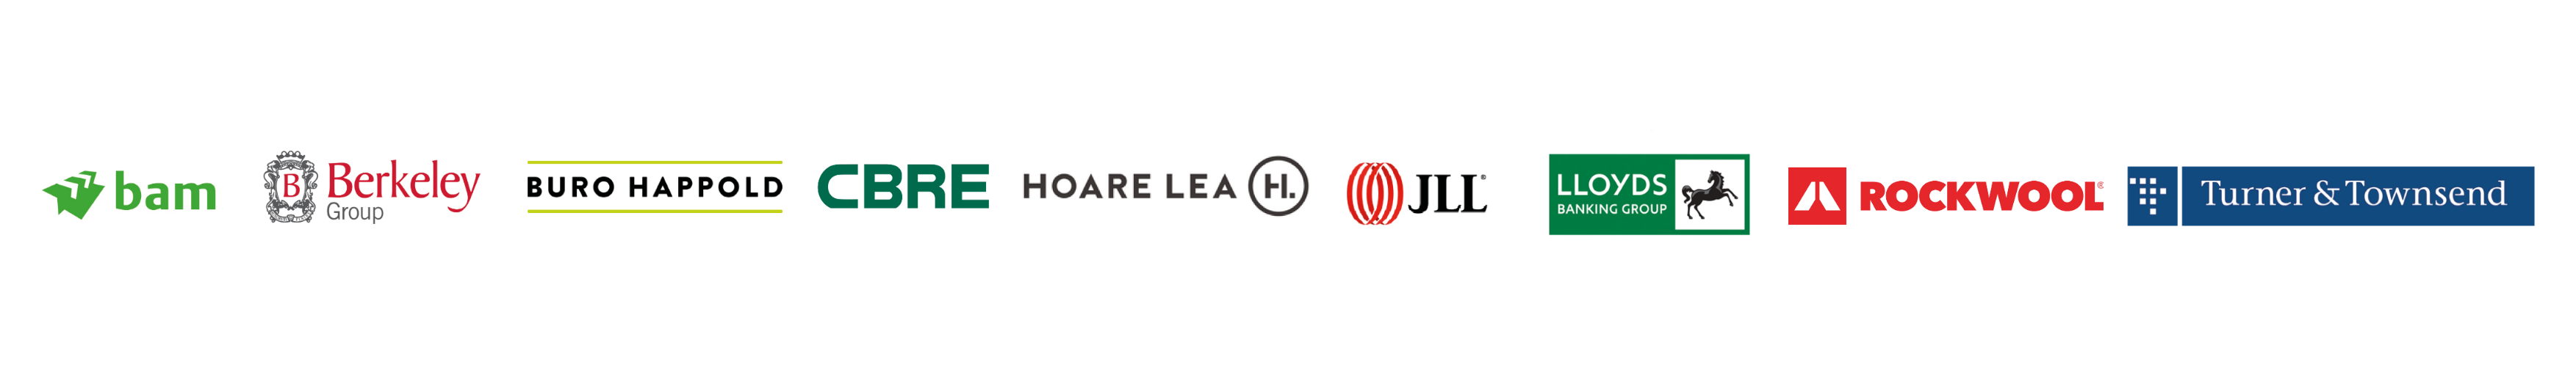 bam
B
Berkeley
Group
BURO HAPPOLD
CBRE
HOARE LEA H.
JLL®
LLOYDS
BANKING GROUP
ROCKWOOL®
Turner & Townsend